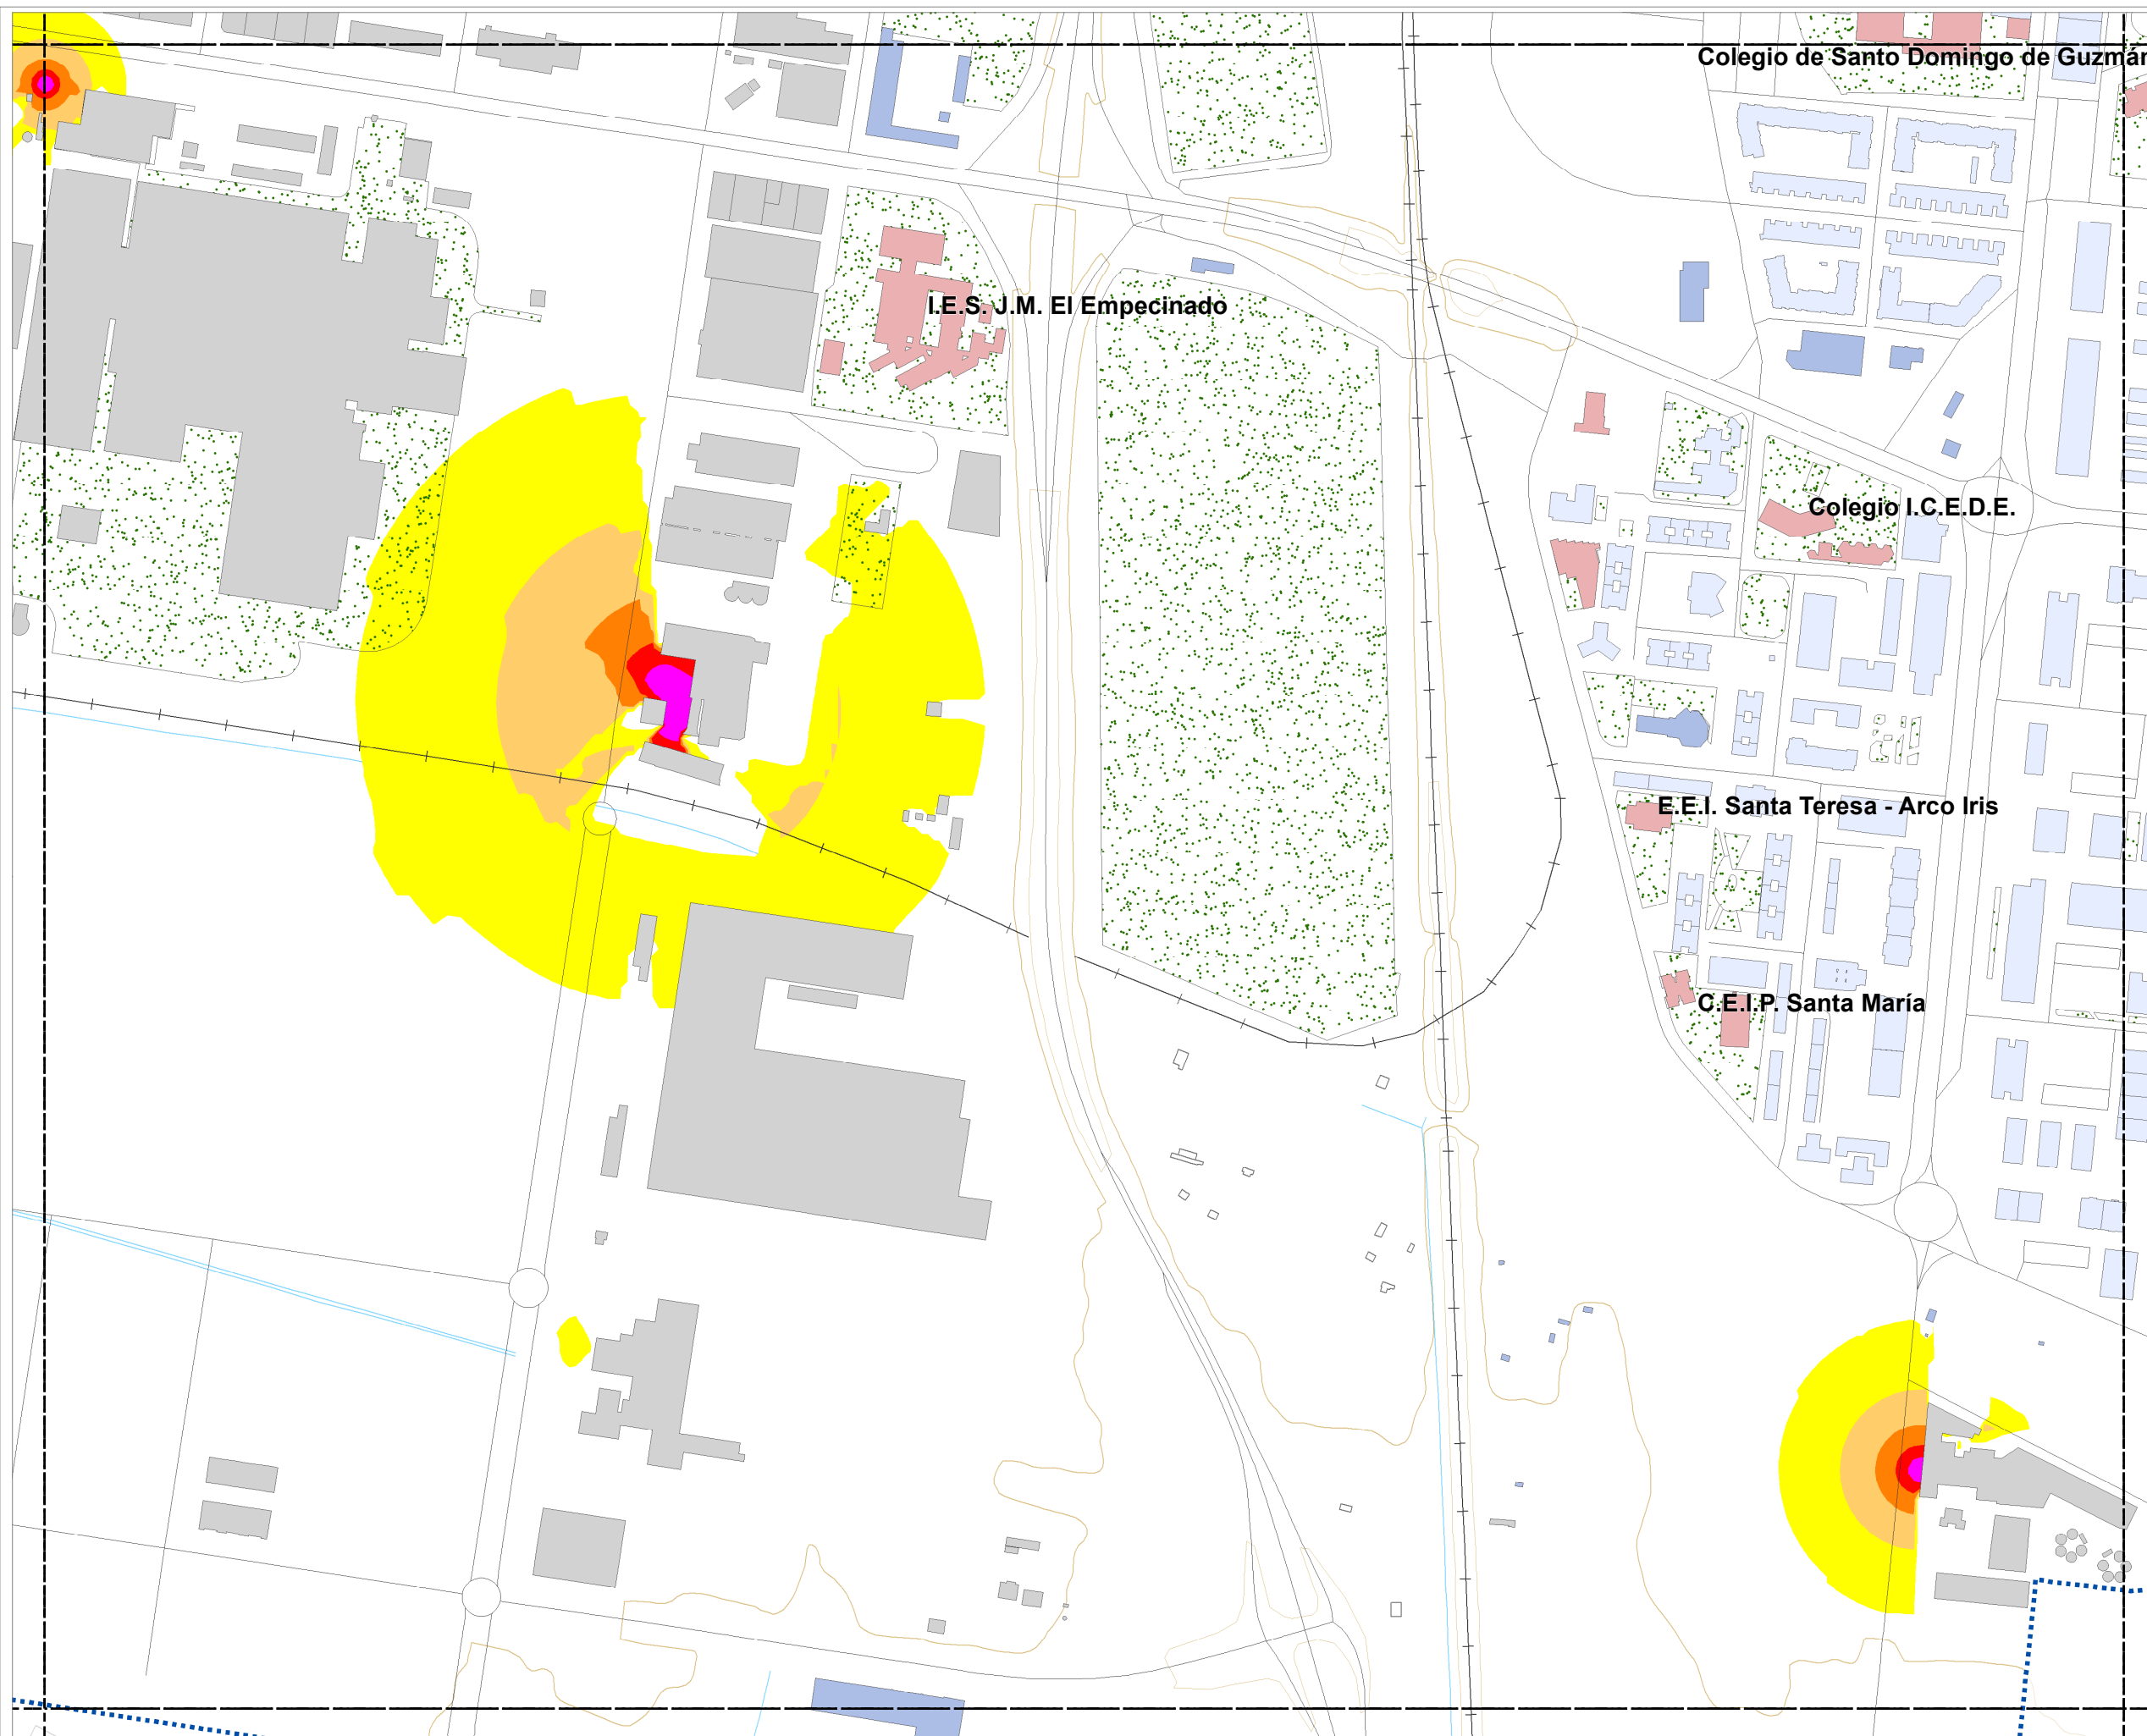 Colegio de Santo Domingo de Guzmán
I.E.S. J.M. El Empecinado
Colegio I.C.E.D.E.
E.E.I. Santa Teresa - Arco Iris
C.E.I.P. Santa María